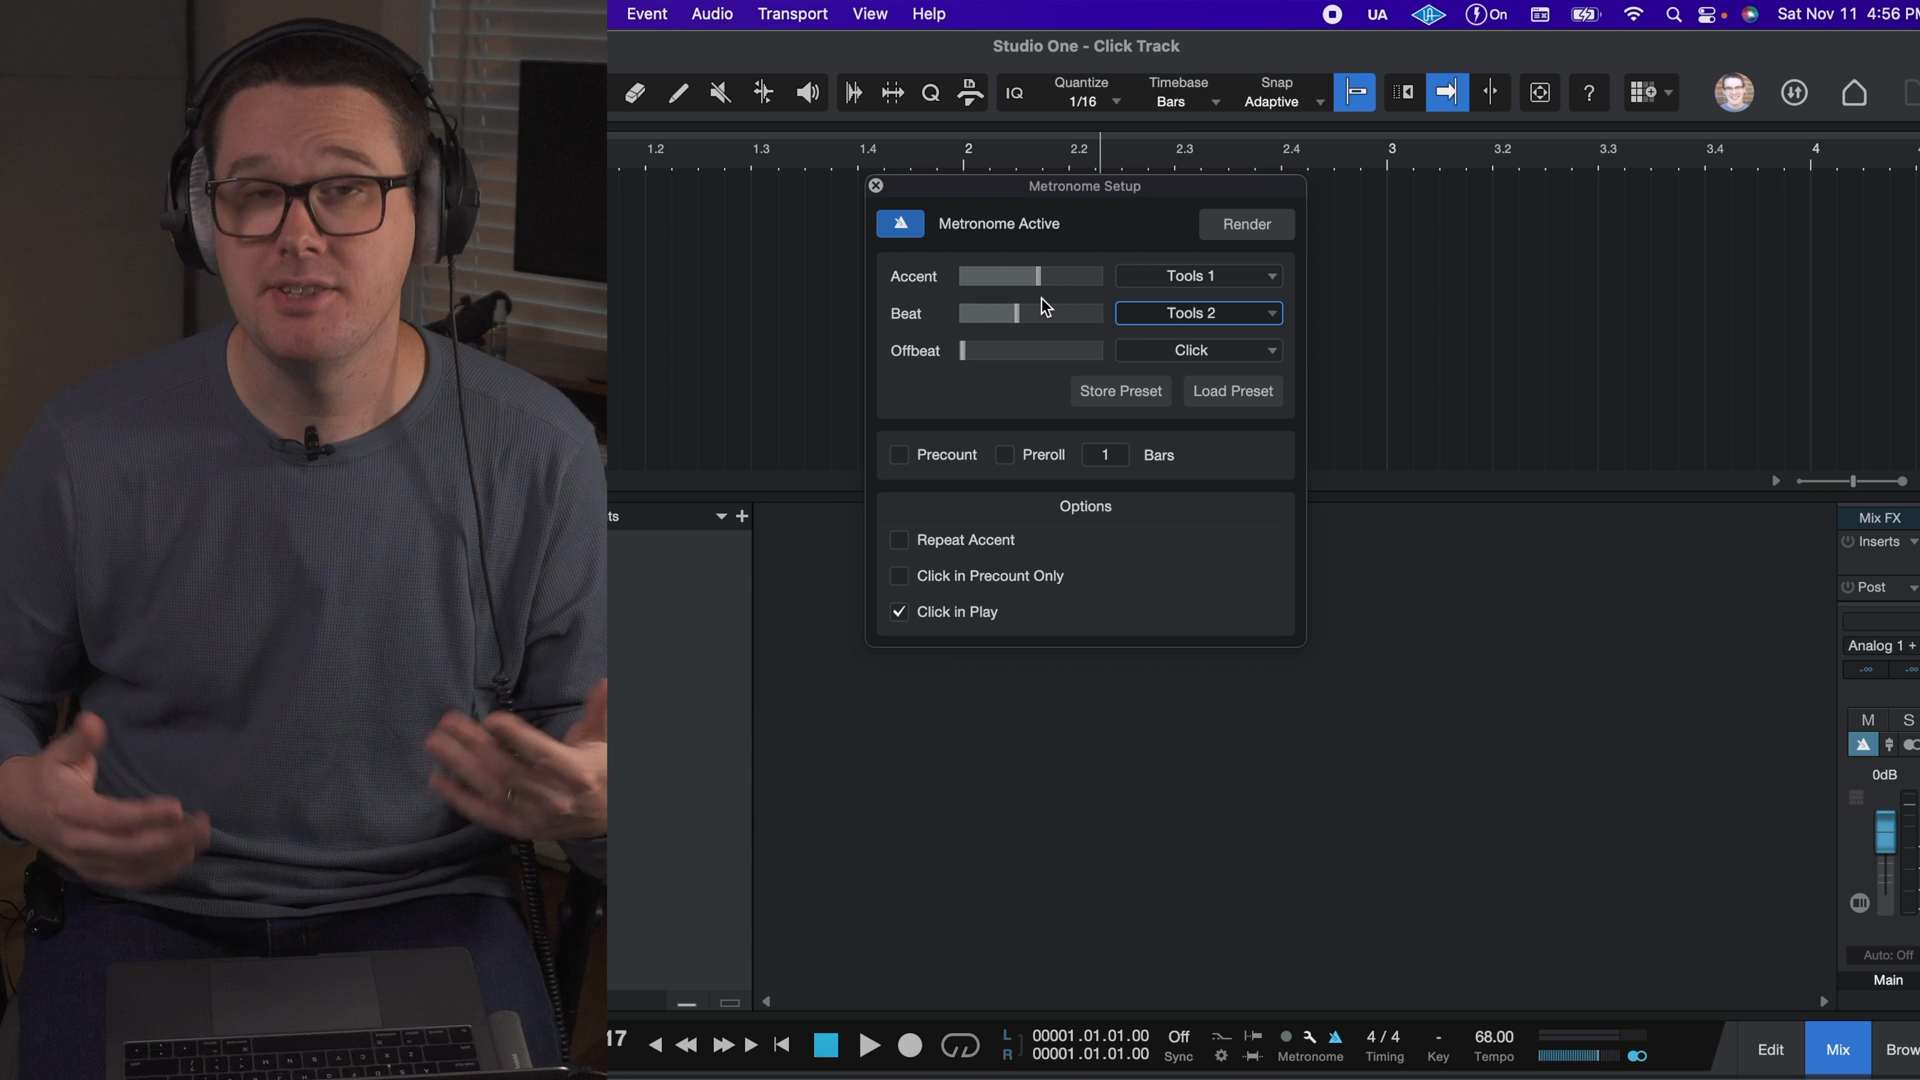 Event Audio Transport View Help UA On Sat Nov 11 4:56 PM
Studio One - Click Track
Quantize Timebase Snap
IQ 1/16 Bars Adaptive ?
1.2 1.3 1.4 2 2.2 2.3 2.4 3 3.2 3.3 3.4 4
Metronome Setup
Metronome Active Render
Accent Tools 1
Beat Tools 2
Offbeat Click
Store Preset Load Preset
Precount Preroll 1 Bars
Options
Repeat Accent
Click in Precount Only
Click in Play
ts
Mix FX
Inserts
Post
Analog 1 +
-∞ -∞
M S
0dB
Auto: Off
Main
17 L 00001.01.01.00 Off 4 / 4 - 68.00
R 00001.01.01.00 Sync Metronome Timing Key Tempo
Edit Mix Brow